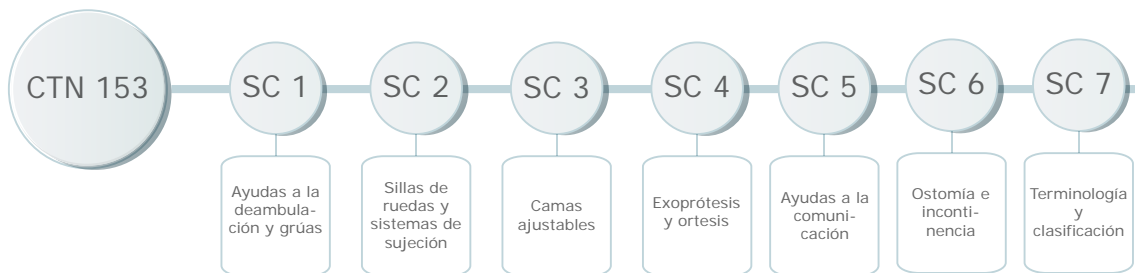 CTN 153
SC 1
SC 2
SC 3
SC 4
SC 5
SC 6
SC 7
Ayudas a la
deambula-
ción y grúas
Sillas de
ruedas y
sistemas de
sujeción
Camas
ajustables
Exoprótesis
y ortesis
Ayudas a la
comuni-
cación
Ostomía e
inconti-
nencia
Terminología
y
clasificación